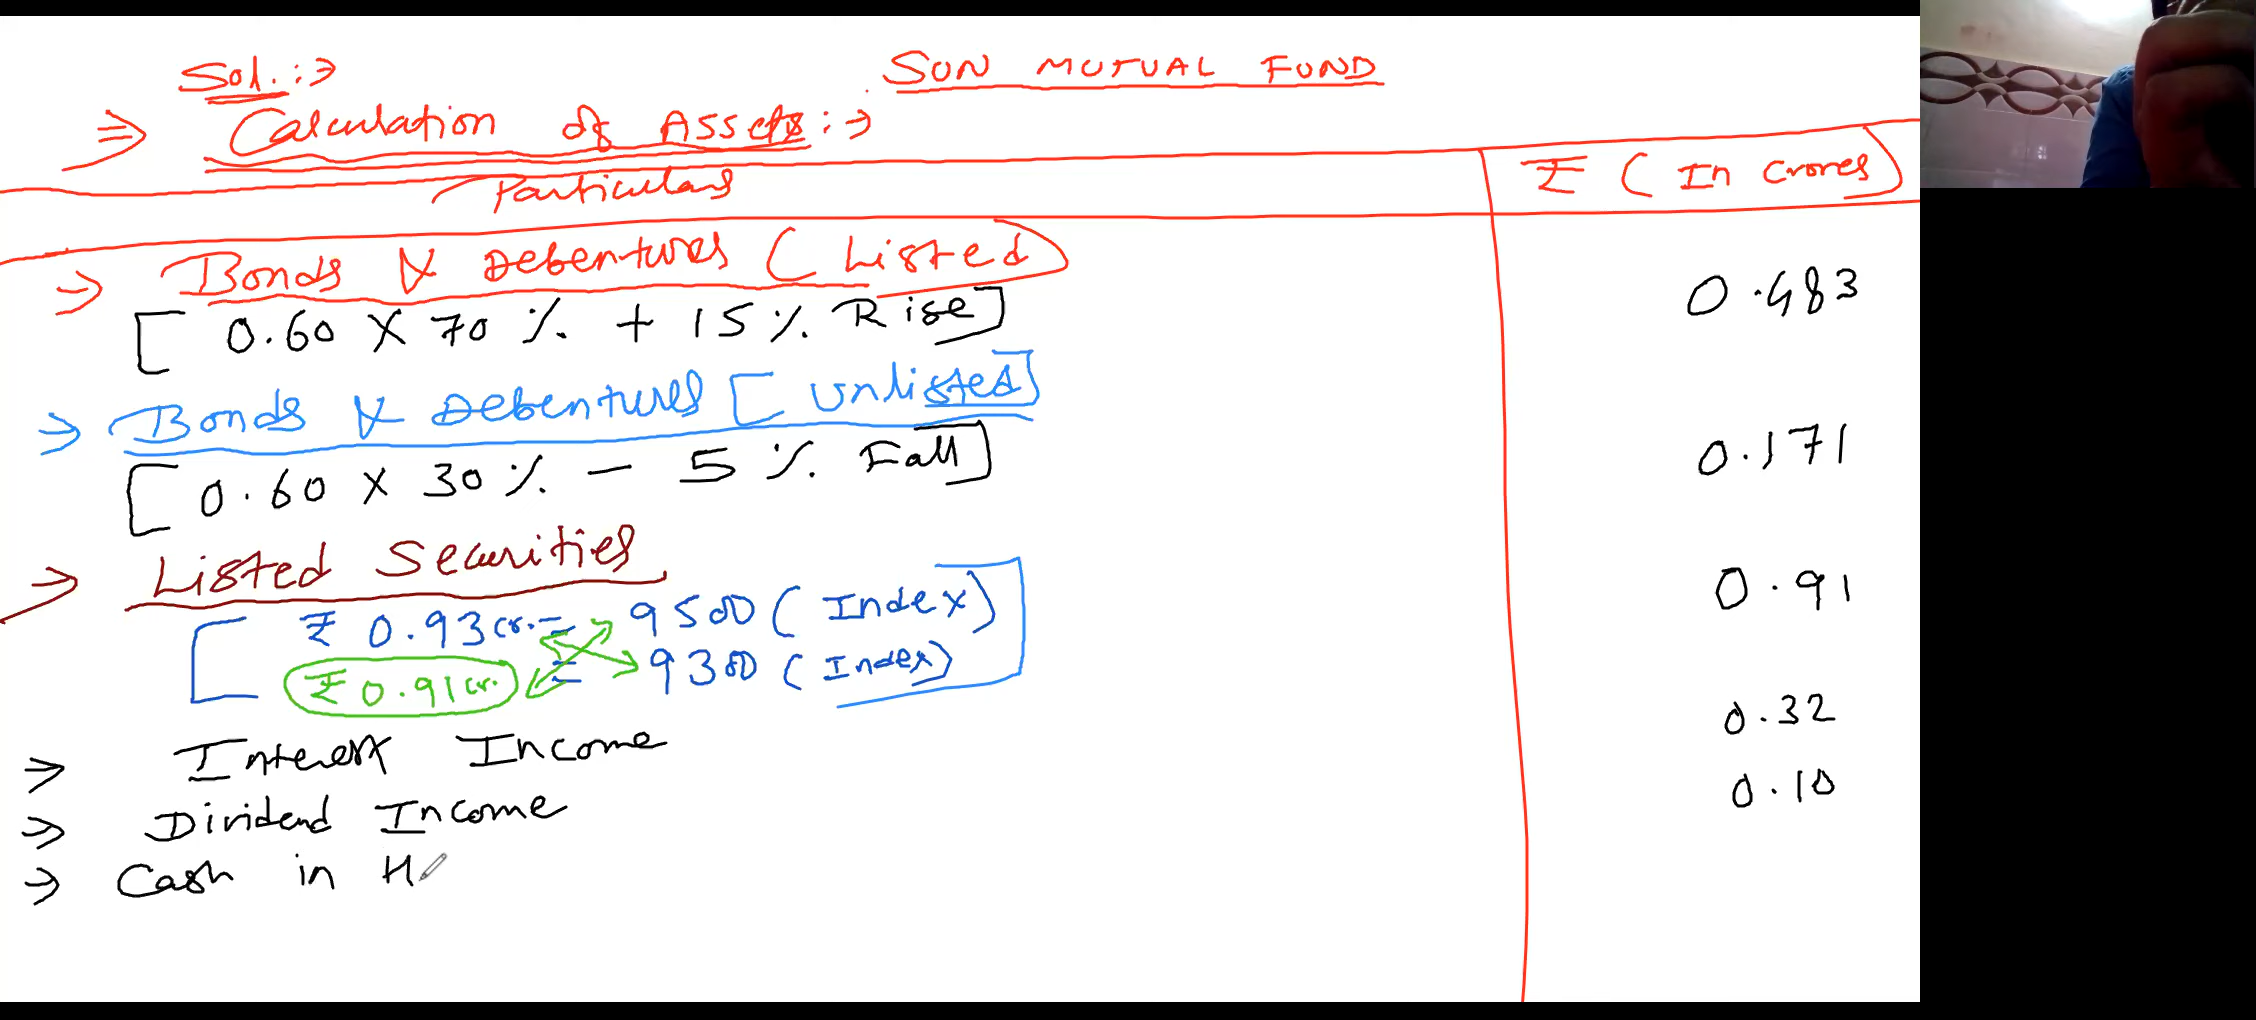 Sol. :→
SUN MUTUAL FUND
⇒ Calculation of Assets :→
Particulars
₹ (In Crores)
⇒ Bonds & Debentures (Listed)
0.483
[0.60 × 70 % + 15 % Rise]
⇒ Bonds & Debentures [Unlisted]
0.171
[0.60 × 30 % − 5 % Fall]
⇒ Listed Securities
0.91
[₹ 0.93 cr. = 9500 (Index)
₹ 0.91 cr. = 9300 (Index)]
⇒ Interest Income
0.32
⇒ Dividend Income
0.10
⇒ Cash in H